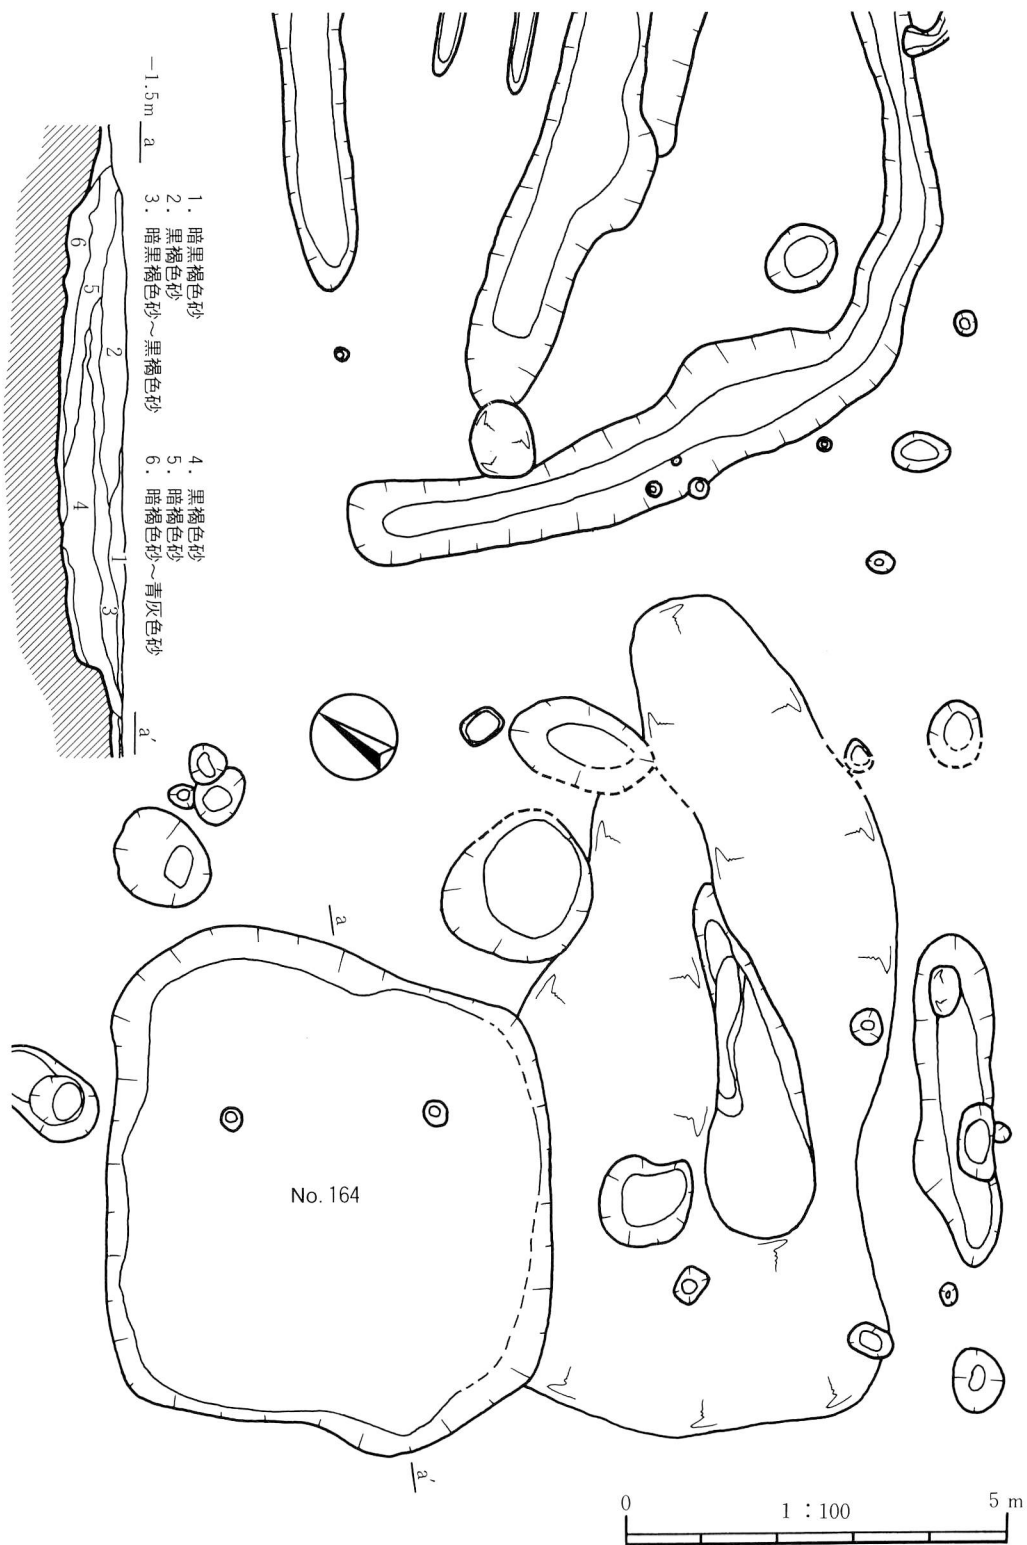 －1.5m a a′
1. 暗黒褐色砂
2. 黒褐色砂
3. 暗黒褐色砂～黒褐色砂
4. 黒褐色砂
5. 暗褐色砂
6. 暗褐色砂～青灰色砂
6
5
2
4
1
3
a
No. 164
a′
0 1：100 5 m